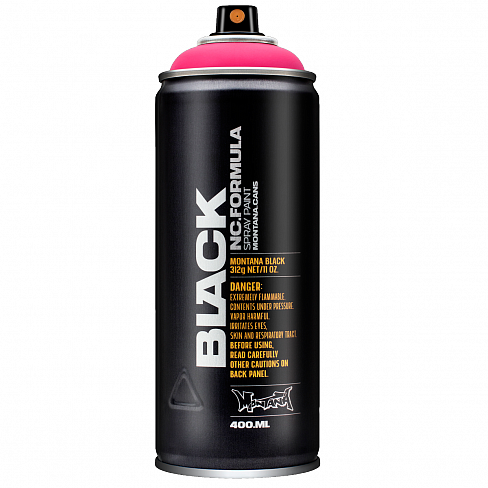 BLACK
NC.FORMULA
SPRAY PAINT
MONTANA.CANS
MONTANA BLACK
312g NET/11 OZ.
DANGER:
EXTREMELY FLAMMABLE.
CONTENTS UNDER PRESSURE.
VAPOR HARMFUL.
IRRITATES EYES,
SKIN AND RESPIRATORY TRACT.
BEFORE USING,
READ CAREFULLY
OTHER CAUTIONS ON
BACK PANEL.
MONTANA
400.ML